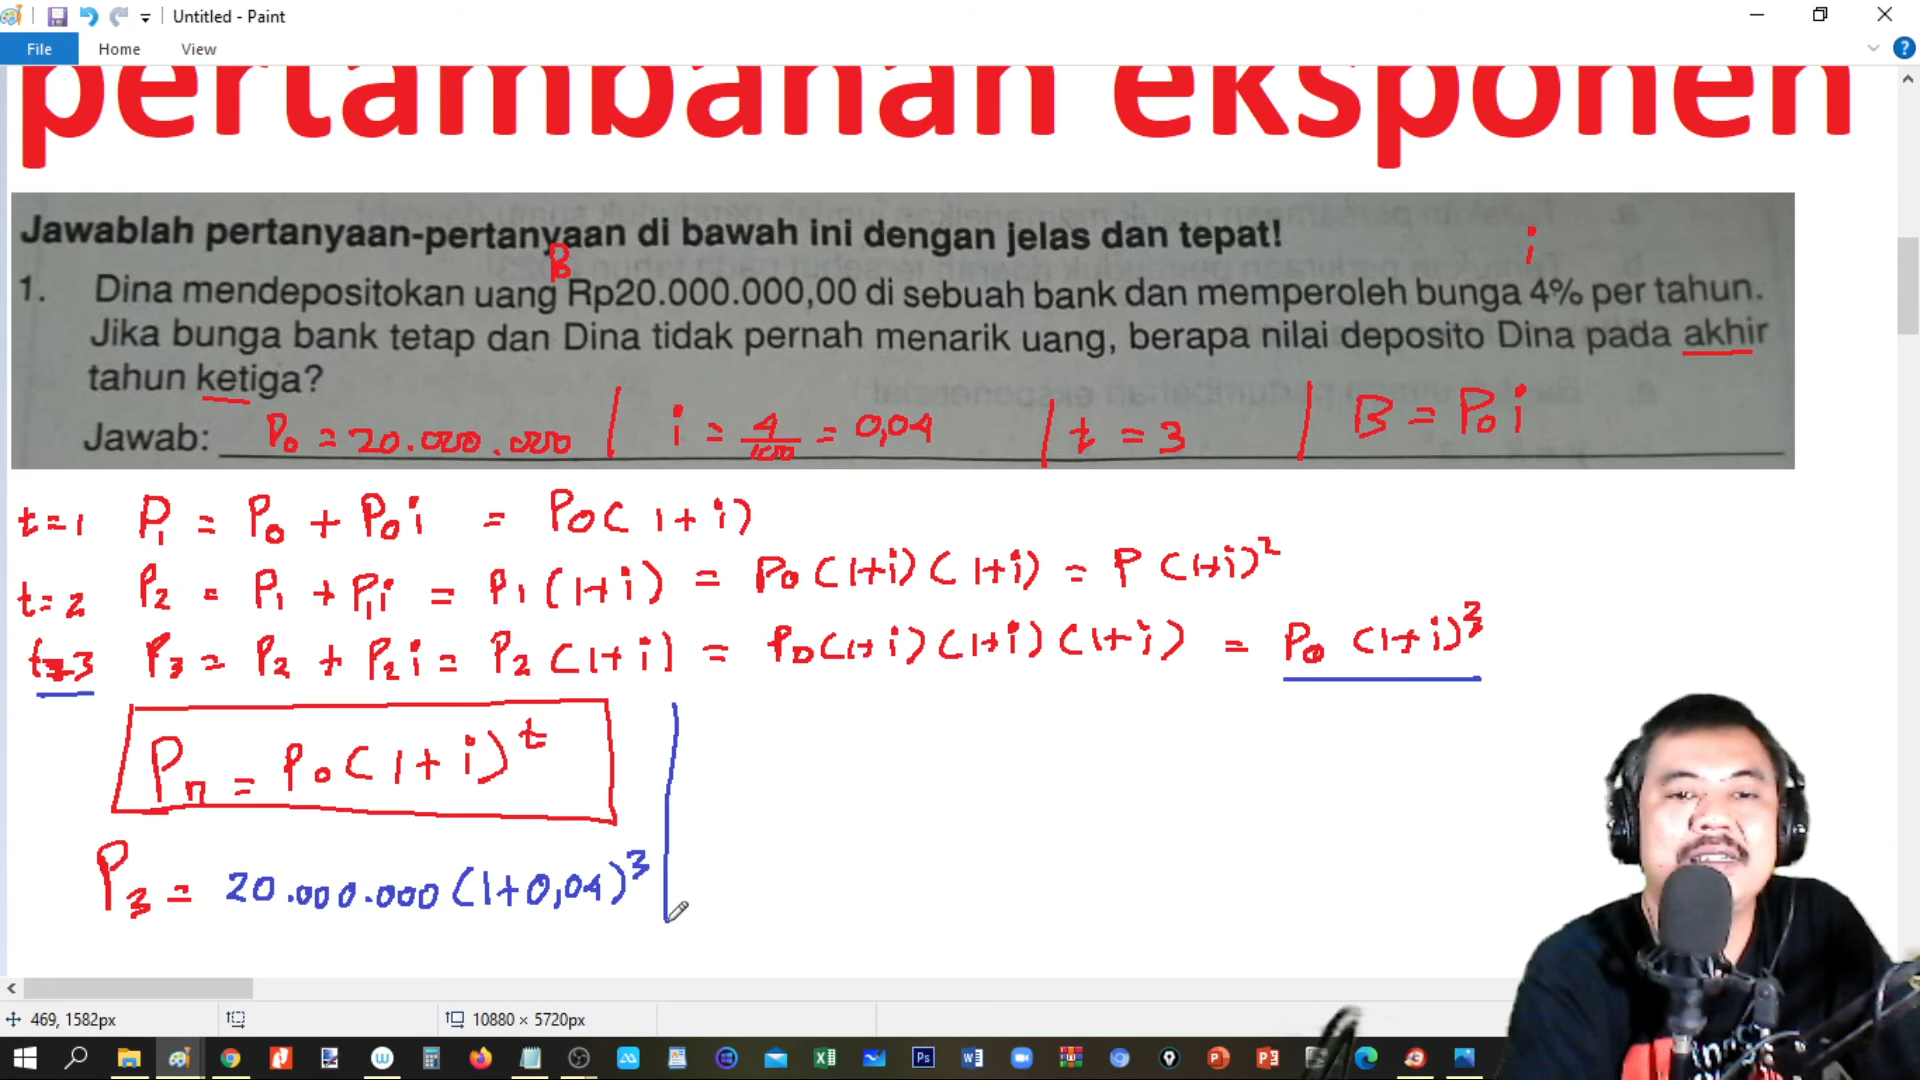 Untitled - Paint
File Home View
pertambahan eksponen
Jawablah pertanyaan-pertanyaan di bawah ini dengan jelas dan tepat!
B
i
1. Dina mendepositokan uang Rp20.000.000,00 di sebuah bank dan memperoleh bunga 4% per tahun.
Jika bunga bank tetap dan Dina tidak pernah menarik uang, berapa nilai deposito Dina pada akhir
tahun ketiga?
Jawab: P₀ = 20.000.000 | i = 4/100 = 0,04 | t = 3 | B = P₀ i
t=1 P₁ = P₀ + P₀ i = P₀ (1+i)
t=2 P₂ = P₁ + P₁ i = P₁ (1+i) = P₀ (1+i) (1+i) = P (1+i)²
t=3 P₃ = P₂ + P₂ i = P₂ (1+i) = P₀ (1+i) (1+i) (1+i) = P₀ (1+i)³
Pₙ = P₀ (1+i)ᵗ
P₃ = 20.000.000 (1+0,04)³
469, 1582px
10880 × 5720px